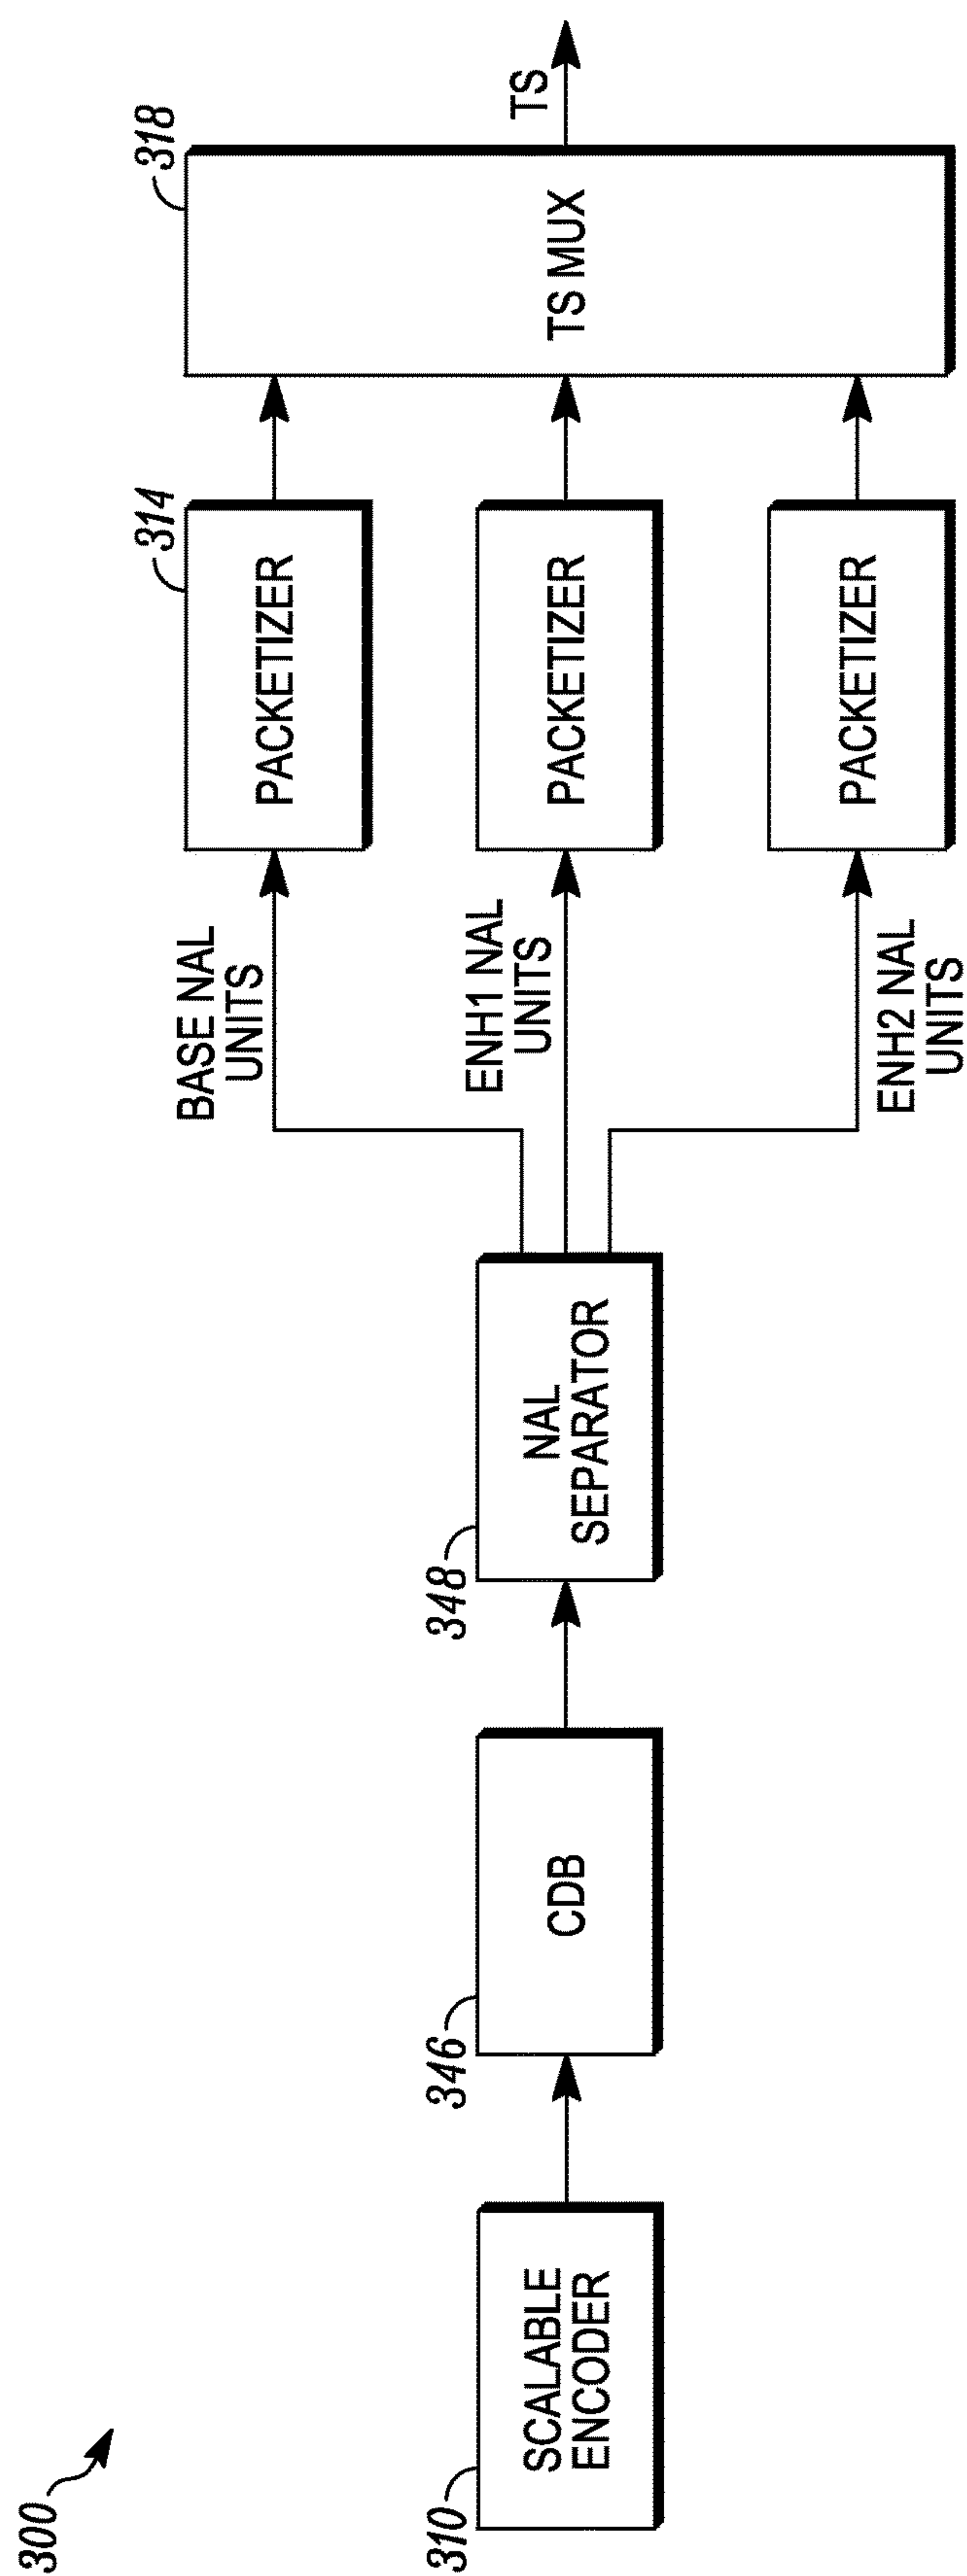 300
310
SCALABLE
ENCODER
346
CDB
348
NAL
SEPARATOR
BASE NAL
UNITS
ENH1 NAL
UNITS
ENH2 NAL
UNITS
314
PACKETIZER
PACKETIZER
PACKETIZER
318
TS MUX
TS